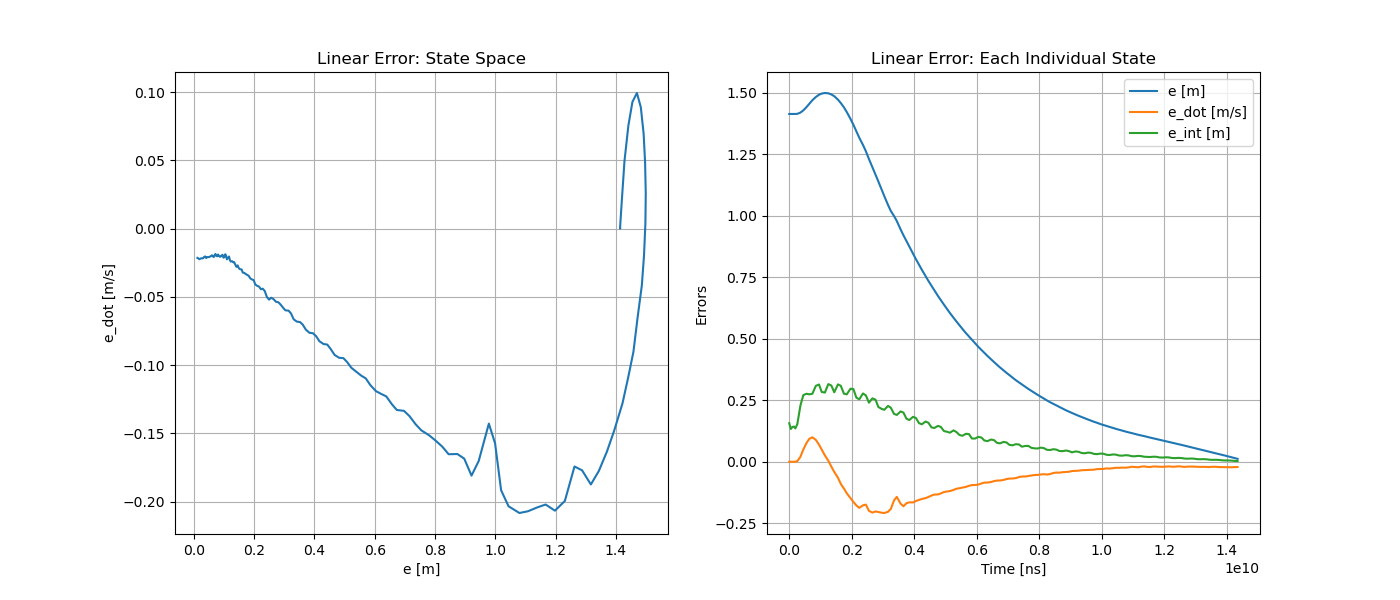 Linear Error: State Space
0.10
0.05
0.00
−0.05
−0.10
−0.15
−0.20
e_dot [m/s]
0.0 0.2 0.4 0.6 0.8 1.0 1.2 1.4
e [m]
Linear Error: Each Individual State
e [m]
e_dot [m/s]
e_int [m]
1.50
1.25
1.00
0.75
0.50
0.25
0.00
−0.25
Errors
0.0 0.2 0.4 0.6 0.8 1.0 1.2 1.4
1e10
Time [ns]